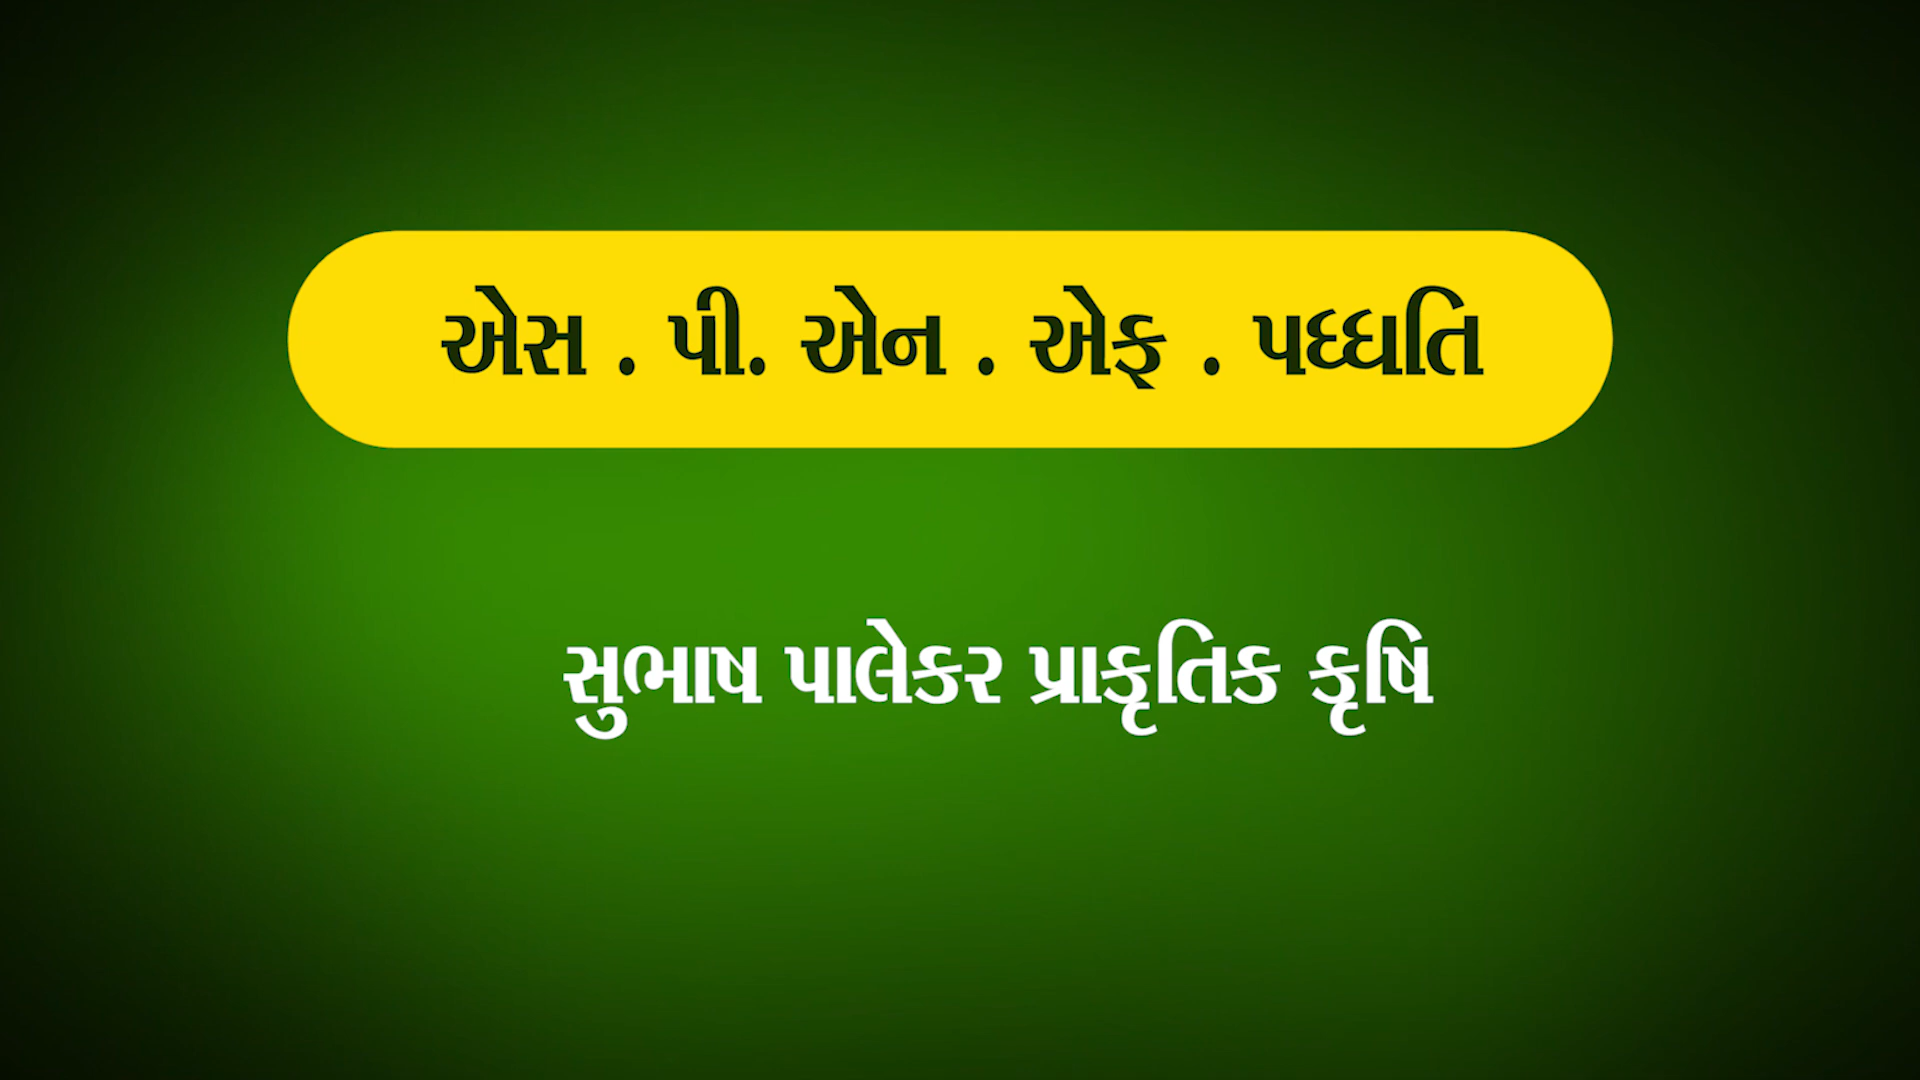 એસ . પી. એન . એફ . પધ્ધતિ
સુભાષ પાલેકર પ્રાકૃતિક કૃષિ